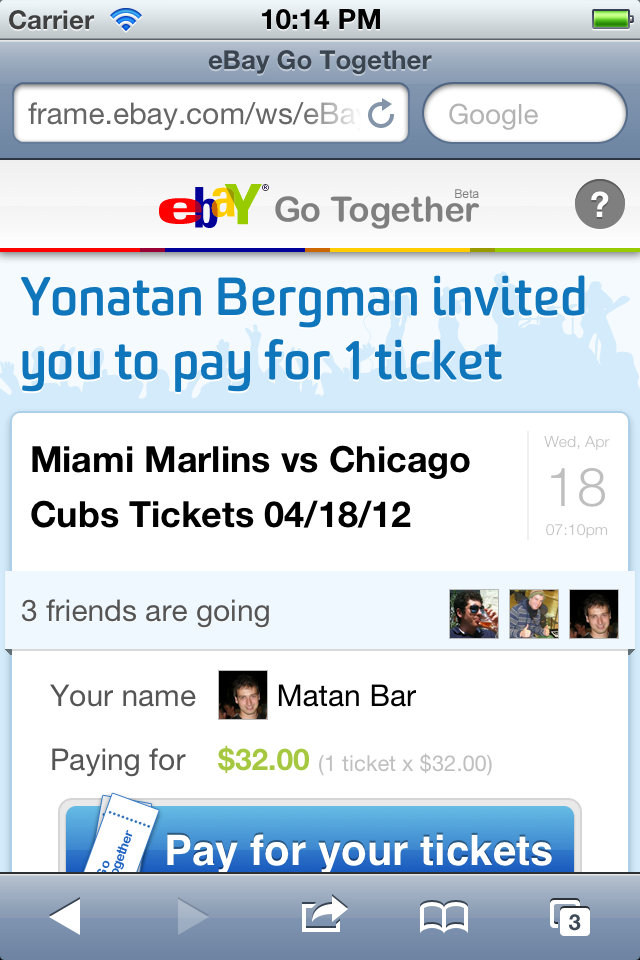 Carrier 10:14 PM
eBay Go Together
frame.ebay.com/ws/eBay Google
ebaY® Go Together Beta ?
Yonatan Bergman invited
you to pay for 1 ticket
Miami Marlins vs Chicago
Cubs Tickets 04/18/12
Wed, Apr
18
07:10pm
3 friends are going
Your name Matan Bar
Paying for $32.00 (1 ticket x $32.00)
Go
Together
Pay for your tickets
3